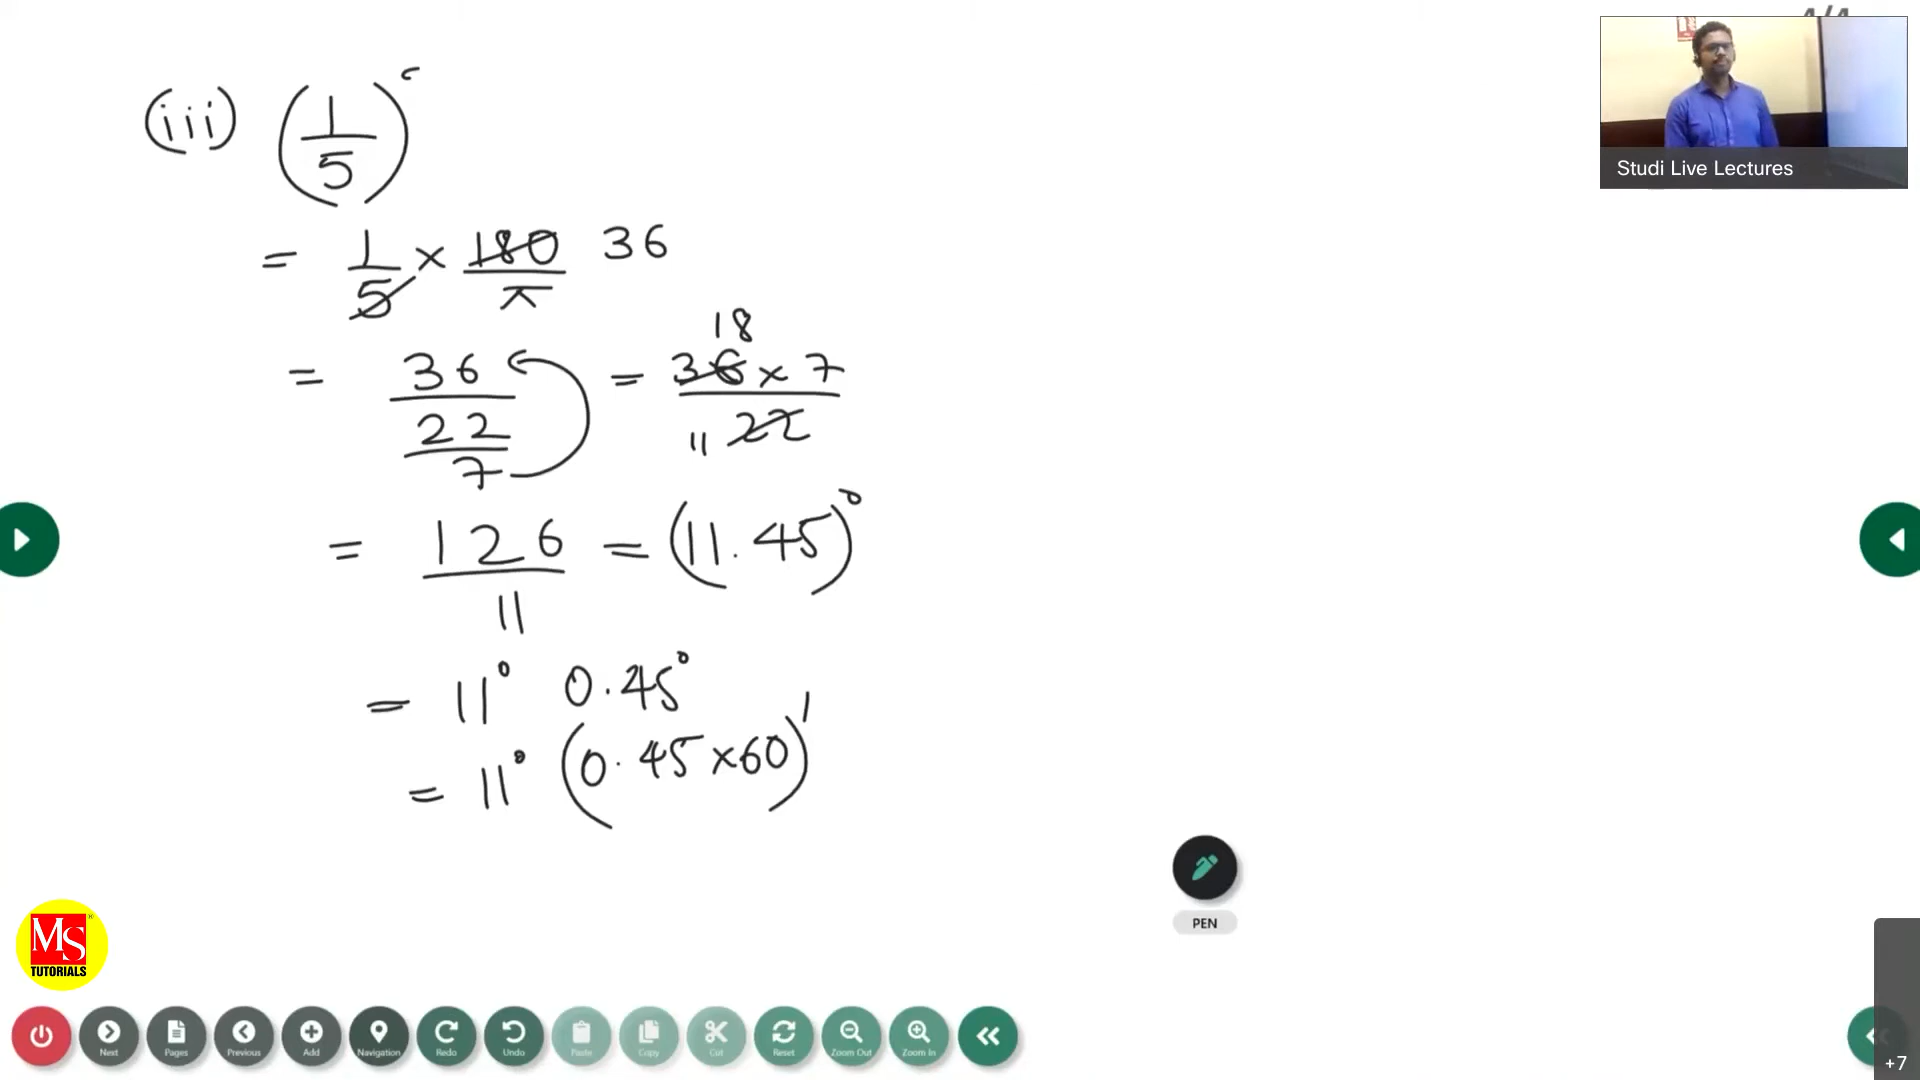 4/4
Studi Live Lectures
(iii) (1/5)ᶜ
= 1/5 × 180/π 36
= 36/(22/7) = 18 36 × 7 / 11 22
= 126/11 = (11.45)°
= 11° 0.45°
= 11° (0.45 × 60)'
PEN
MS®
TUTORIALS
Next Pages Previous Add Navigation Redo Undo Paste Copy Cut Reset Zoom Out Zoom In
+7